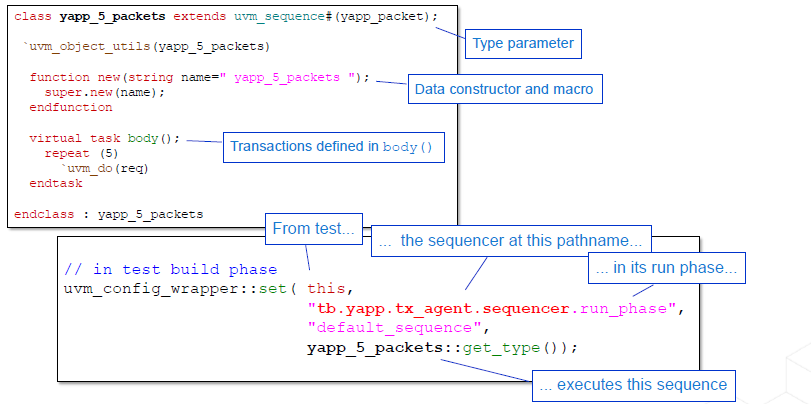 class yapp_5_packets extends uvm_sequence#(yapp_packet);
Type parameter
`uvm_object_utils(yapp_5_packets)
function new(string name=" yapp_5_packets ");
Data constructor and macro
super.new(name);
endfunction
virtual task body();
Transactions defined in body()
repeat (5)
`uvm_do(req)
endtask
endclass : yapp_5_packets
From test...
... the sequencer at this pathname...
... in its run phase...
// in test build phase
uvm_config_wrapper::set( this,
"tb.yapp.tx_agent.sequencer.run_phase",
"default_sequence",
yapp_5_packets::get_type());
... executes this sequence